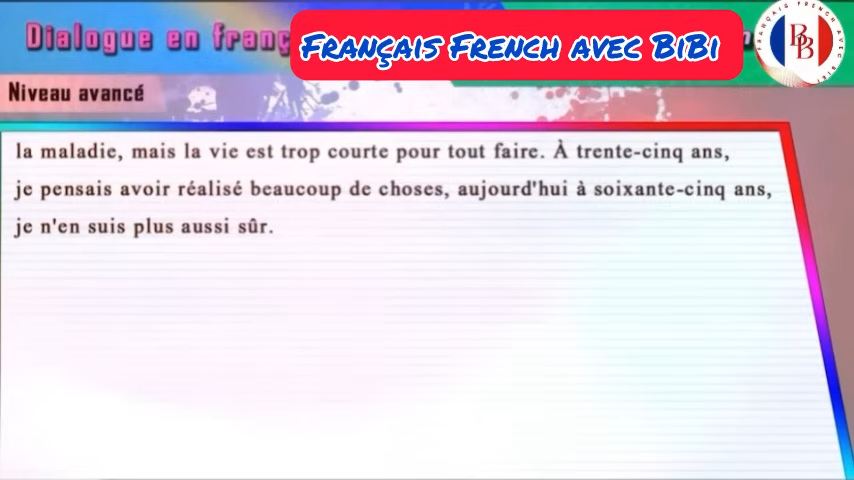 Dialogue en franç
Français French avec BiBi
Niveau avancé
la maladie, mais la vie est trop courte pour tout faire. À trente-cinq ans,
je pensais avoir réalisé beaucoup de choses, aujourd'hui à soixante-cinq ans,
je n'en suis plus aussi sûr.